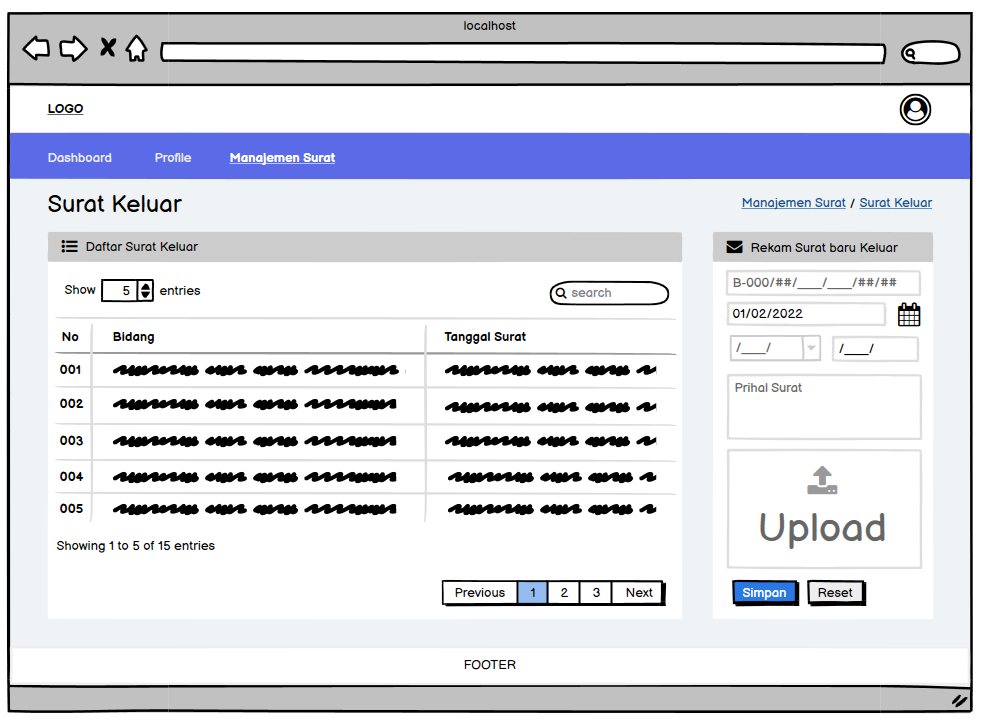 localhost
LOGO
Dashboard Profile Manajemen Surat
Surat Keluar
Manajemen Surat / Surat Keluar
Daftar Surat Keluar
Show 5 entries
search
No Bidang Tanggal Surat
001
002
003
004
005
Showing 1 to 5 of 15 entries
Previous 1 2 3 Next
Rekam Surat baru Keluar
B-000/##/___/___/##/##
01/02/2022
/___/ /___/
Prihal Surat
Upload
Simpan Reset
FOOTER